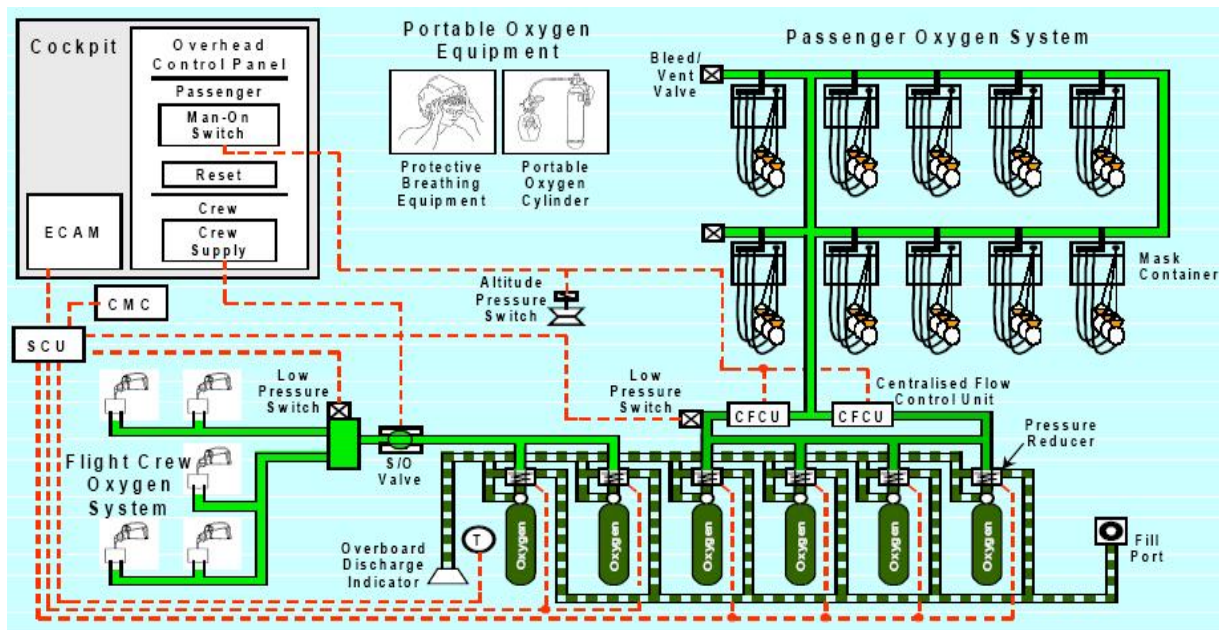 Cockpit
Overhead
Control Panel
Passenger
Man-On
Switch
Reset
Crew
Crew
Supply
ECAM
CMC
SCU
Portable Oxygen
Equipment
Protective
Breathing
Equipment
Portable
Oxygen
Cylinder
Passenger Oxygen System
Bleed/
Vent
Valve
Mask
Container
Altitude
Pressure
Switch
Low
Pressure
Switch
Low
Pressure
Switch
CFCU
CFCU
Centralised Flow
Control Unit
Pressure
Reducer
S/O
Valve
Flight Crew
Oxygen
System
T
Overboard
Discharge
Indicator
Oxygen
Oxygen
Oxygen
Oxygen
Oxygen
Oxygen
Fill
Port